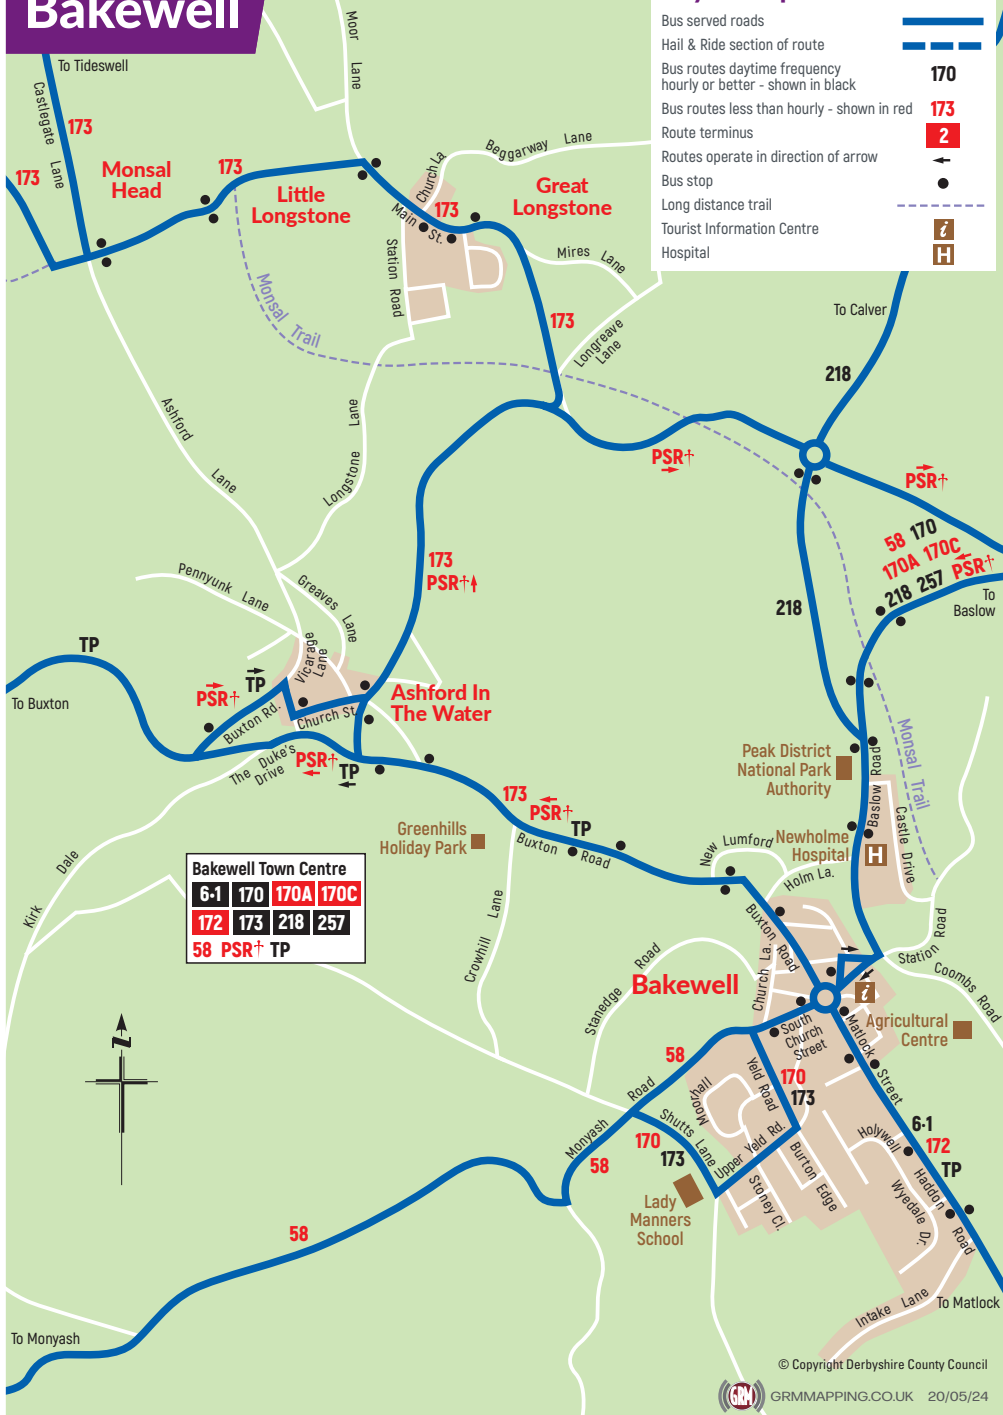 Bakewell
Bus served roads
Hail & Ride section of route
Bus routes daytime frequency
hourly or better - shown in black
170
Bus routes less than hourly - shown in red
173
Route terminus
2
Routes operate in direction of arrow
Bus stop
Long distance trail
Tourist Information Centre
i
Hospital
H
To Tideswell
Castlegate Lane
173
173
Monsal
Head
173
Little
Longstone
Moor Lane
Church La.
Beggarway Lane
Great
Longstone
173
Main St.
Station Road
Mires Lane
Monsal Trail
173
Longreave
Lane
To Calver
218
Ashford Lane
Longstone Lane
PSR†
PSR†
58 170
170A 170C
218 257 PSR†
To
Baslow
173
PSR†
218
Pennyunk Lane
Greaves Lane
Vicarage
Lane
TP
To Buxton
PSR†
TP
Buxton Rd.
Church St.
Ashford In
The Water
The Duke's
Drive
PSR†
TP
Monsal Trail
Peak District
National Park
Authority
Baslow Road
Castle Drive
173
PSR†
TP
Buxton Road
Greenhills
Holiday Park
New Lumford
Newholme
Hospital
H
Holm La.
Kirk Dale
Bakewell Town Centre
6·1 170 170A 170C
172 173 218 257
58 PSR† TP
Crowhill Lane
Stanedge Road
Buxton Road
Church La.
Station Road
Coombs Road
Bakewell
i
Agricultural
Centre
South
Church
Street
Matlock Street
n
58
Yeld Road
170
173
Moorhall
Monyash Road
Shutts Lane
170
173
Upper Yeld Rd.
58
Burton Edge
Stoney Cl.
Holywell
6·1
172
TP
Haddon Road
Wyedale Dr.
Lady
Manners
School
58
Intake Lane
To Matlock
To Monyash
© Copyright Derbyshire County Council
GRM
GRMMAPPING.CO.UK 20/05/24